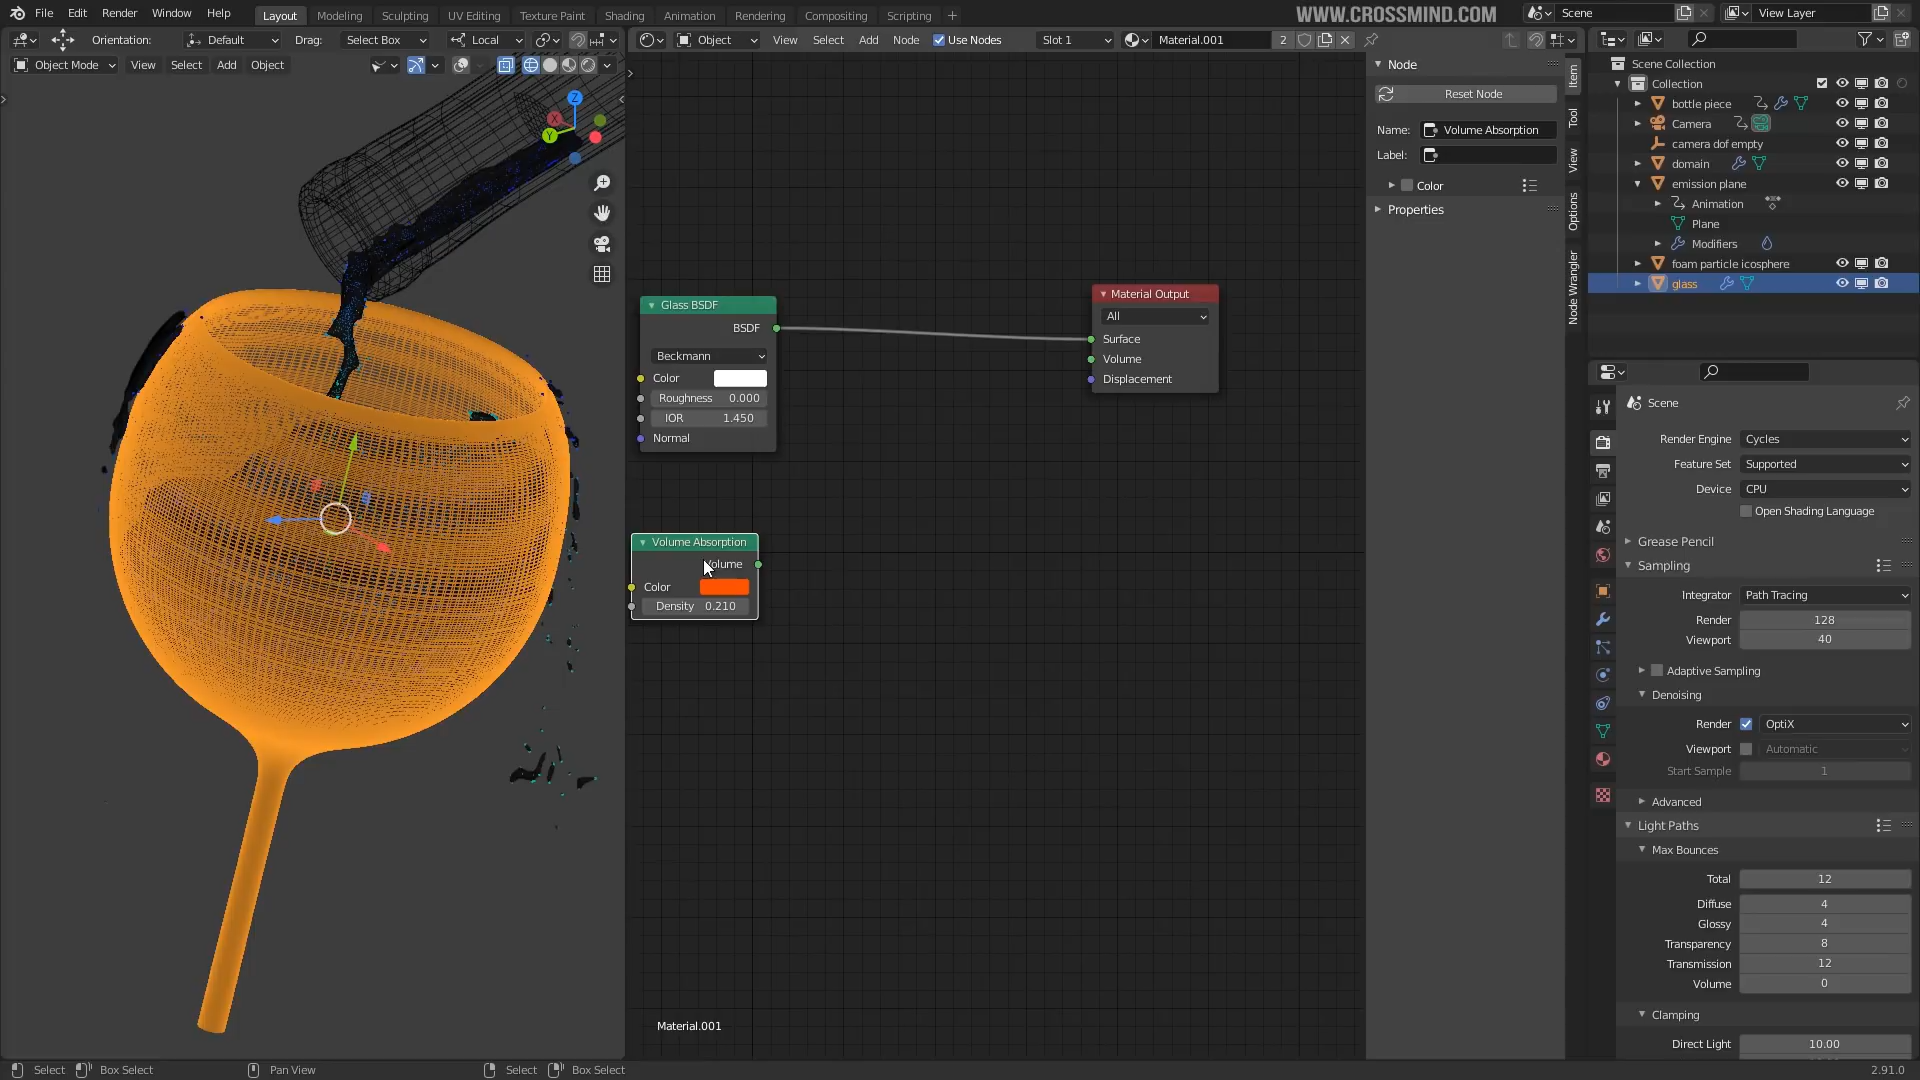 File Edit Render Window Help
Layout Modeling Sculpting UV Editing Texture Paint Shading Animation Rendering Compositing Scripting +
WWW.CROSSMIND.COM
Scene
View Layer
Orientation: Default Drag: Select Box Local
Object View Select Add Node Use Nodes Slot 1 Material.001 2
Object Mode View Select Add Object
Z
X
Y
Glass BSDF
BSDF
Beckmann
Color
Roughness 0.000
IOR 1.450
Normal
Material Output
All
Surface
Volume
Displacement
Volume Absorption
Volume
Color
Density 0.210
Material.001
Node
Reset Node
Name: Volume Absorption
Label:
Color
Properties
Item
Tool
View
Options
Node Wrangler
Scene Collection
Collection
bottle piece
Camera
camera dof empty
domain
emission plane
Animation
Plane
Modifiers
foam particle icosphere
glass
Scene
Render Engine Cycles
Feature Set Supported
Device CPU
Open Shading Language
Grease Pencil
Sampling
Integrator Path Tracing
Render 128
Viewport 40
Adaptive Sampling
Denoising
Render OptiX
Viewport Automatic
Start Sample 1
Advanced
Light Paths
Max Bounces
Total 12
Diffuse 4
Glossy 4
Transparency 8
Transmission 12
Volume 0
Clamping
Direct Light 10.00
Select Box Select Pan View Select Box Select 2.91.0